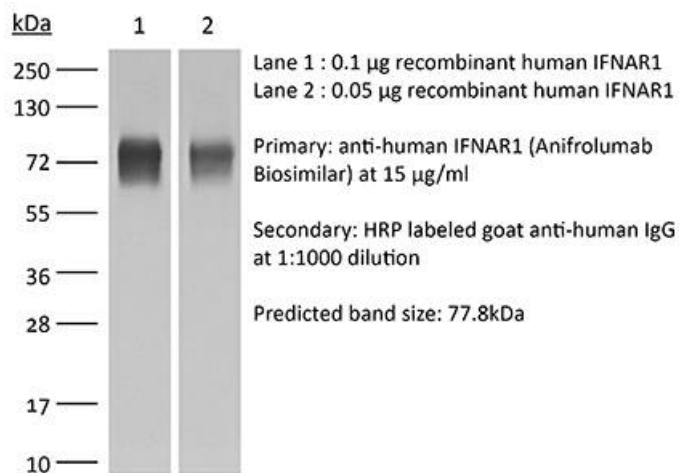 kDa
1 2
250
130
72
55
36
28
17
10
Lane 1 : 0.1 µg recombinant human IFNAR1
Lane 2 : 0.05 µg recombinant human IFNAR1
Primary: anti-human IFNAR1 (Anifrolumab
Biosimilar) at 15 µg/ml
Secondary: HRP labeled goat anti-human IgG
at 1:1000 dilution
Predicted band size: 77.8kDa